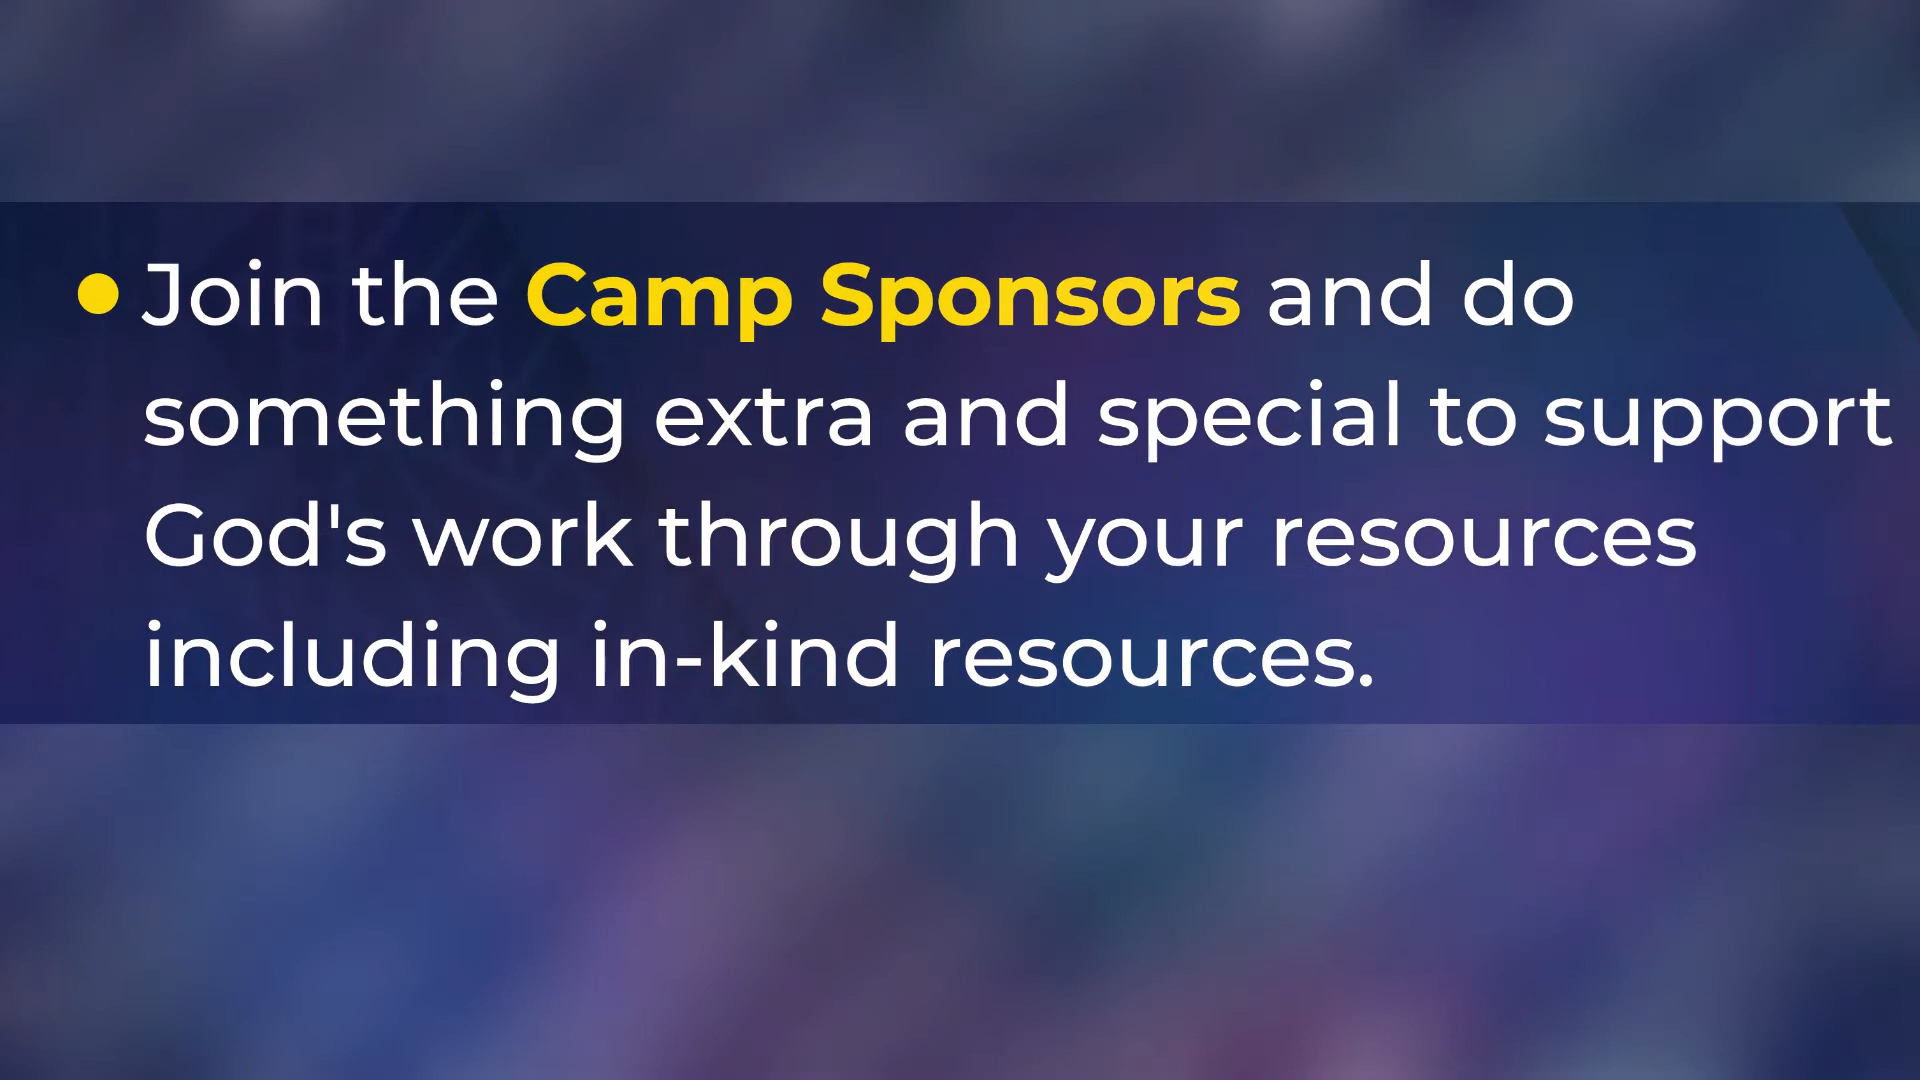 Join the Camp Sponsors and do
something extra and special to support
God's work through your resources
including in-kind resources.